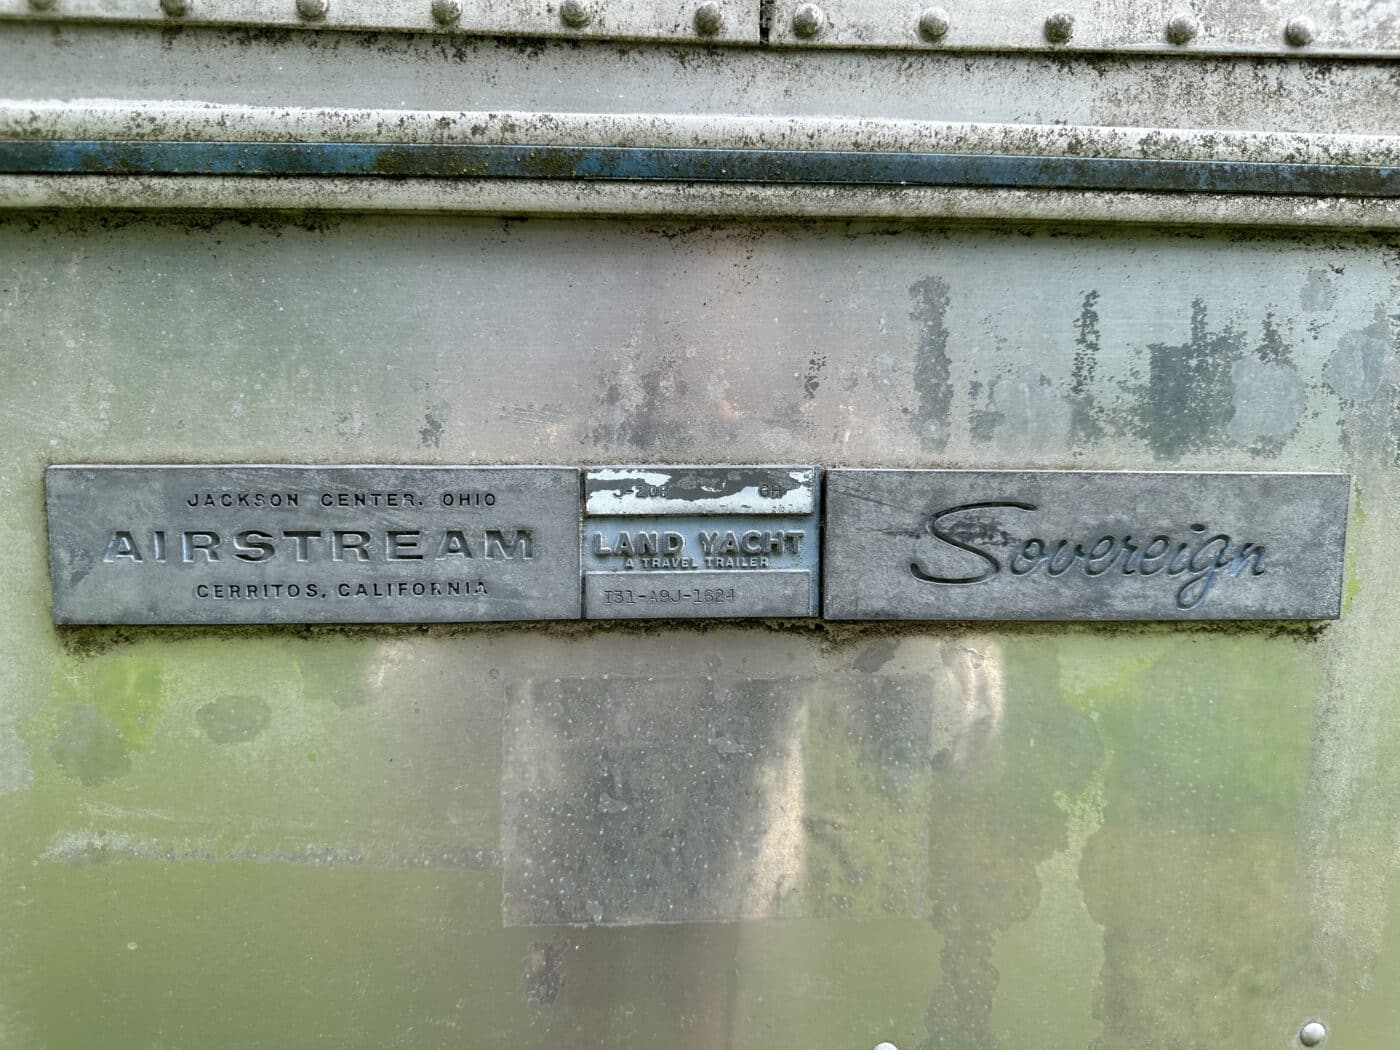 JACKSON CENTER, OHIO
AIRSTREAM
CERRITOS, CALIFORNIA
LAND YACHT
A TRAVEL TRAILER
I31-A9J-1624
Sovereign